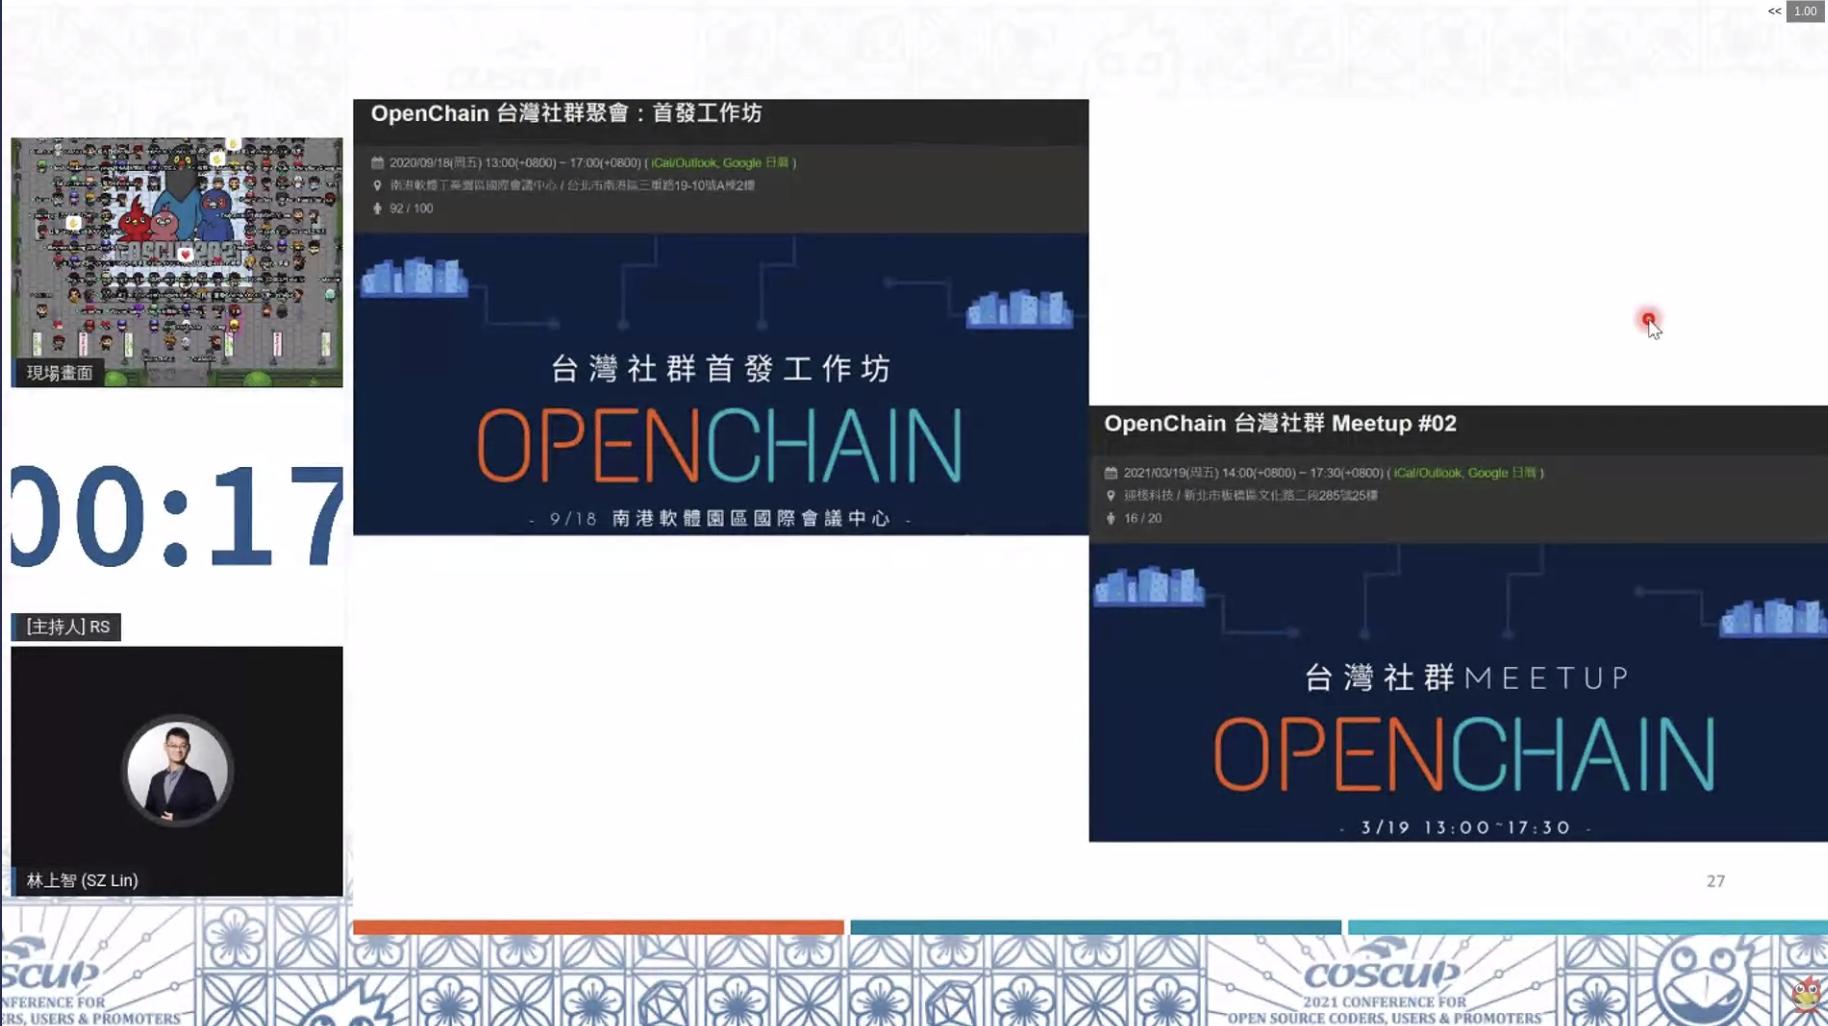 << 1.00
OpenChain 台灣社群聚會：首發工作坊
2020/09/18(周五) 13:00(+0800) ~ 17:00(+0800) ( iCal/Outlook, Google 日曆 )
南港軟體工業園區國際會議中心 / 台北市南港區三重路19-10號A棟2樓
92 / 100
台灣社群首發工作坊
OPENCHAIN
- 9/18 南港軟體園區國際會議中心 -
現場畫面
00:17
[主持人] RS
林上智 (SZ Lin)
OpenChain 台灣社群 Meetup #02
2021/03/19(周五) 14:00(+0800) ~ 17:30(+0800) ( iCal/Outlook, Google 日曆 )
迎棧科技 / 新北市板橋區文化路二段285號25樓
16 / 20
台灣社群MEETUP
OPENCHAIN
- 3/19 13:00~17:30 -
27
SCUP
NFERENCE FOR
ERS, USERS & PROMOTERS
COSCUP
2021 CONFERENCE FOR
OPEN SOURCE CODERS, USERS & PROMOTERS